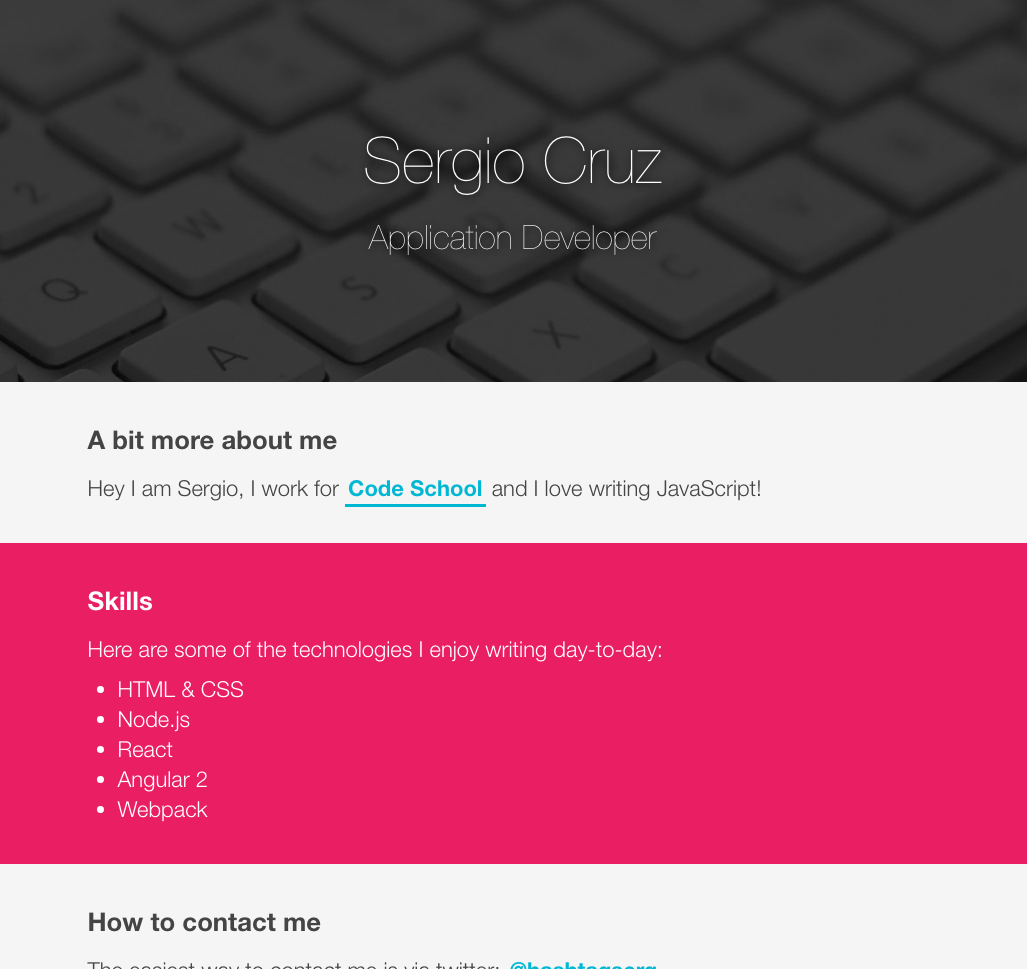 Sergio Cruz
Application Developer
2
W
Q
S
C
A
X
A bit more about me
Hey I am Sergio, I work for Code School and I love writing JavaScript!
Skills
Here are some of the technologies I enjoy writing day-to-day:
• HTML & CSS
• Node.js
• React
• Angular 2
• Webpack
How to contact me
The easiest way to contact me is via twitter: @hashtagserg